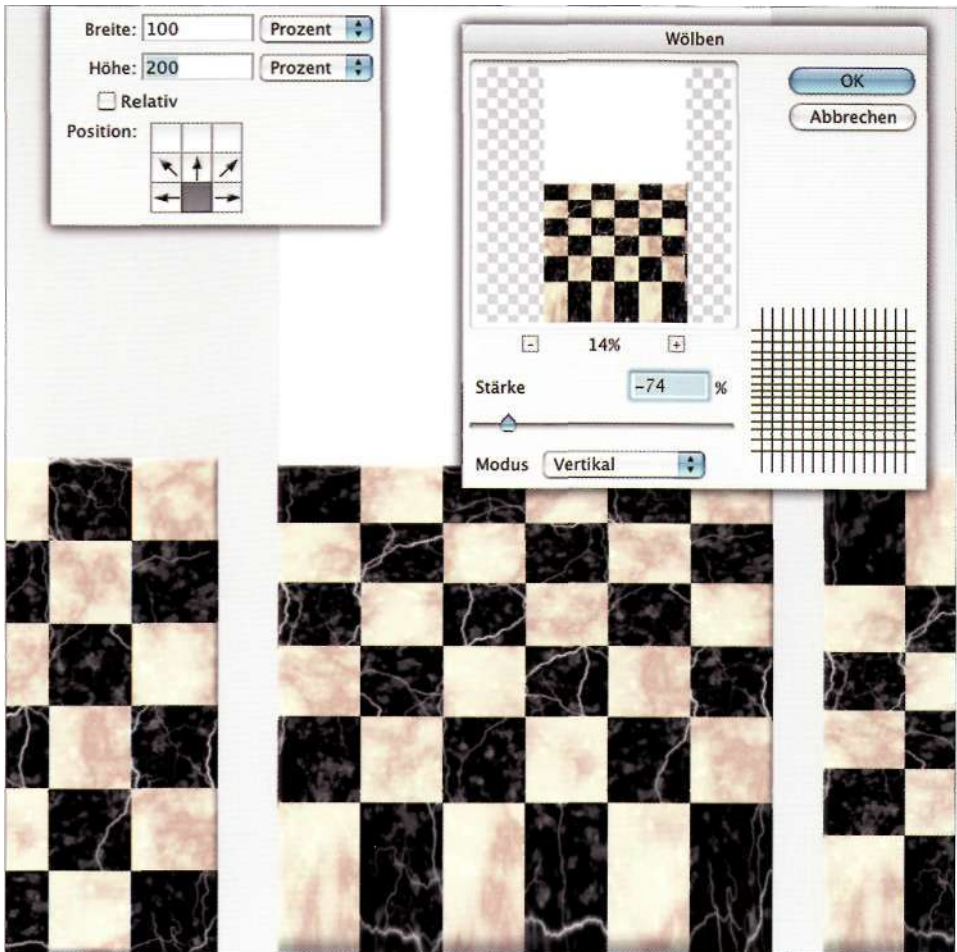 Breite: 100 Prozent
Höhe: 200 Prozent
Relativ
Position:
Wölben
OK
Abbrechen
- 14% +
Stärke -74 %
Modus Vertikal